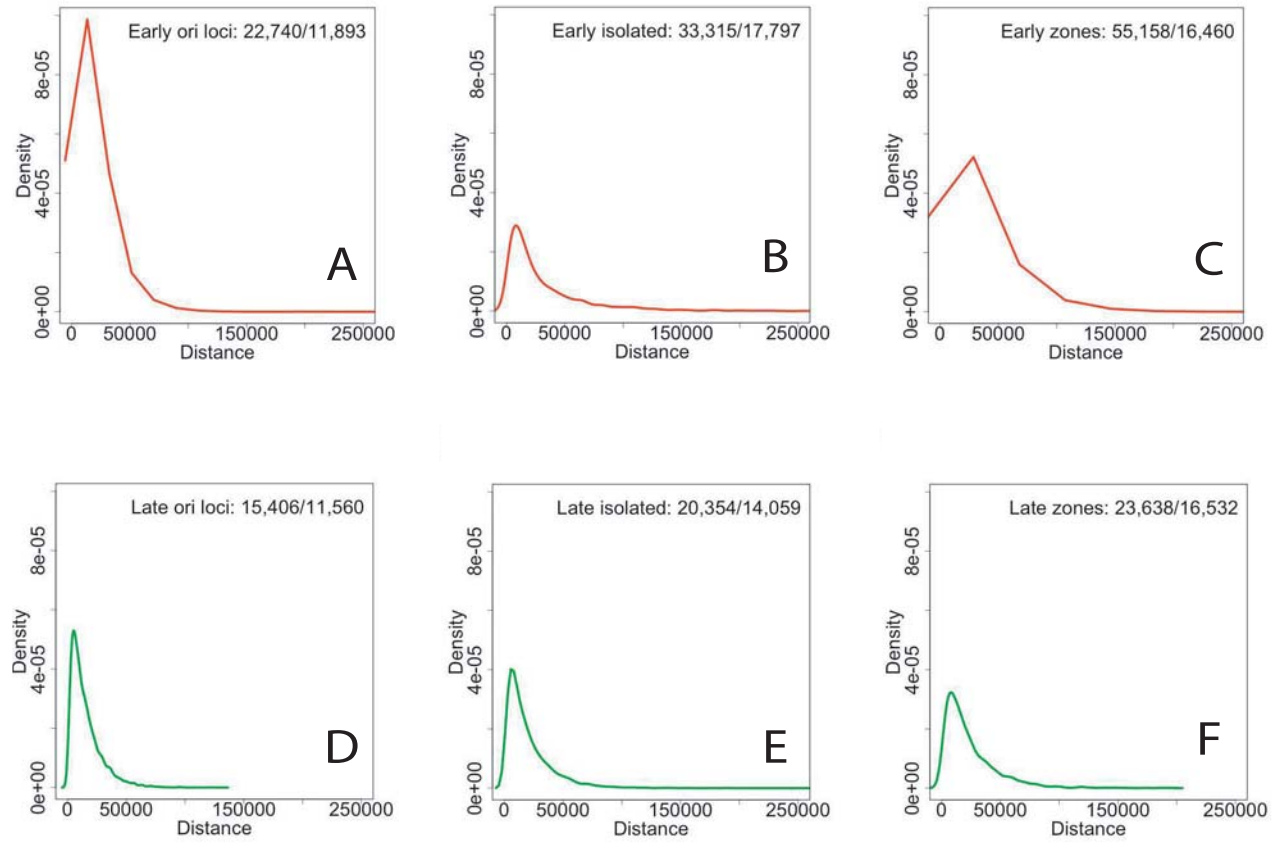 Early ori loci: 22,740/11,893
8e-05
4e-05
0e+00
Density
A
0 50000 150000 250000
Distance
Early isolated: 33,315/17,797
8e-05
4e-05
0e+00
Density
B
0 50000 150000 250000
Distance
Early zones: 55,158/16,460
8e-05
4e-05
0e+00
Density
C
0 50000 150000 250000
Distance
Late ori loci: 15,406/11,560
8e-05
4e-05
0e+00
Density
D
0 50000 150000 250000
Distance
Late isolated: 20,354/14,059
8e-05
4e-05
0e+00
Density
E
0 50000 150000 250000
Distance
Late zones: 23,638/16,532
8e-05
4e-05
0e+00
Density
F
0 50000 150000 250000
Distance